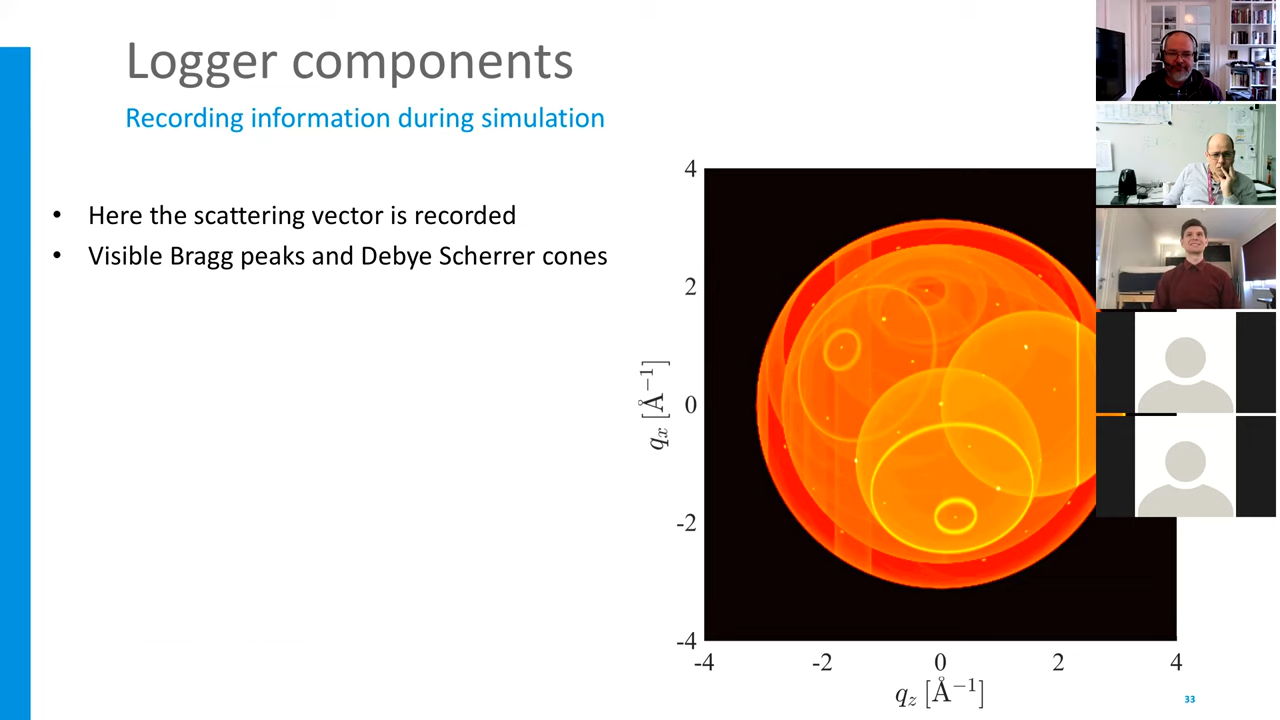 Logger components
Recording information during simulation
• Here the scattering vector is recorded
• Visible Bragg peaks and Debye Scherrer cones
4
2
0
-2
-4
qₓ [Å⁻¹]
-4
-2
0
2
4
q_z [Å⁻¹]
33